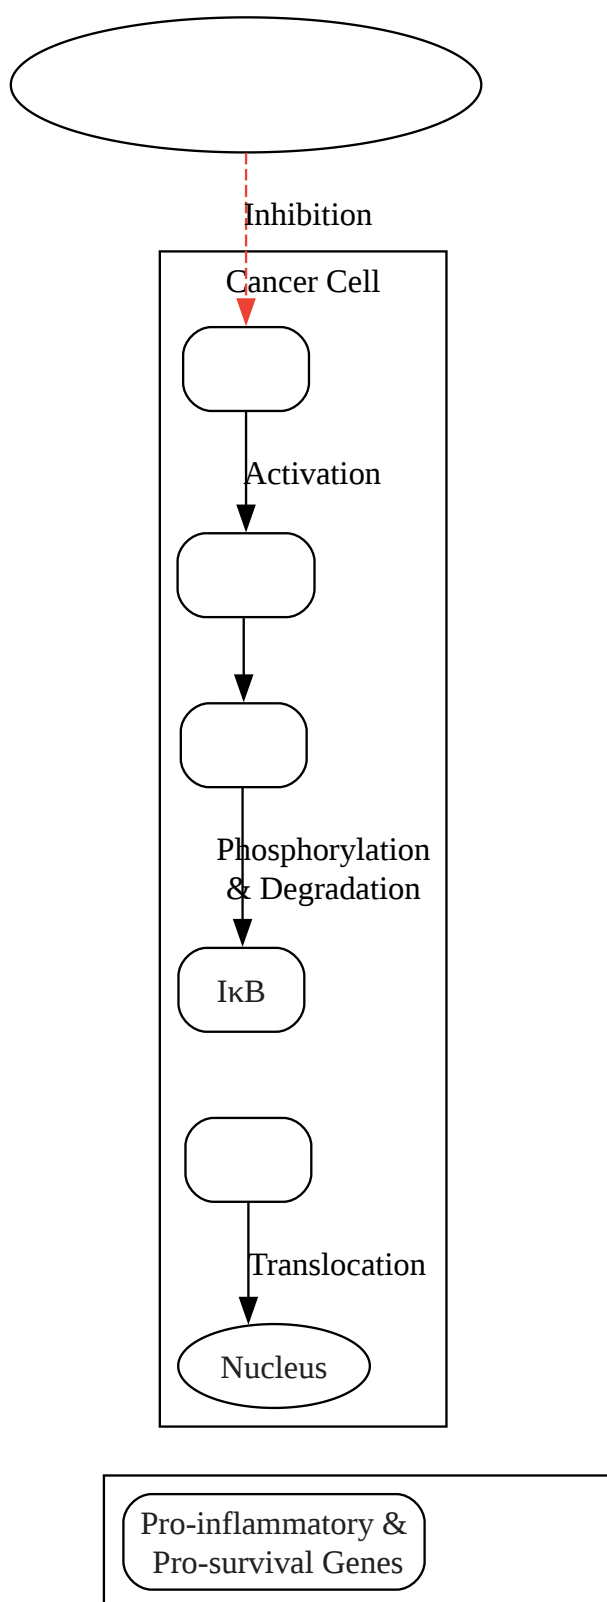 Inhibition
Cancer Cell
Activation
Phosphorylation
& Degradation
IκB
Translocation
Nucleus
Pro-inflammatory &
Pro-survival Genes